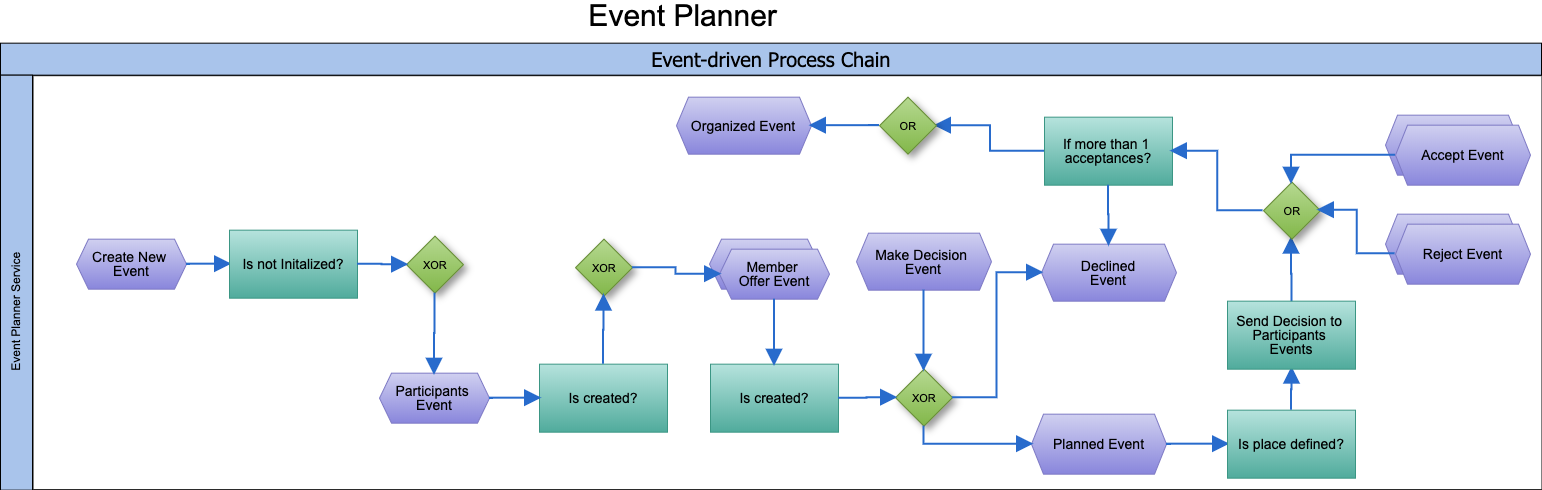 Event Planner
Event-driven Process Chain
Event Planner Service
Organized Event
OR
If more than 1
acceptances?
Accept Event
OR
Reject Event
Create New
Event
Is not Initalized?
XOR
XOR
Member
Offer Event
Make Decision
Event
Declined
Event
Send Decision to
Participants
Events
Participants
Event
Is created?
Is created?
XOR
Planned Event
Is place defined?